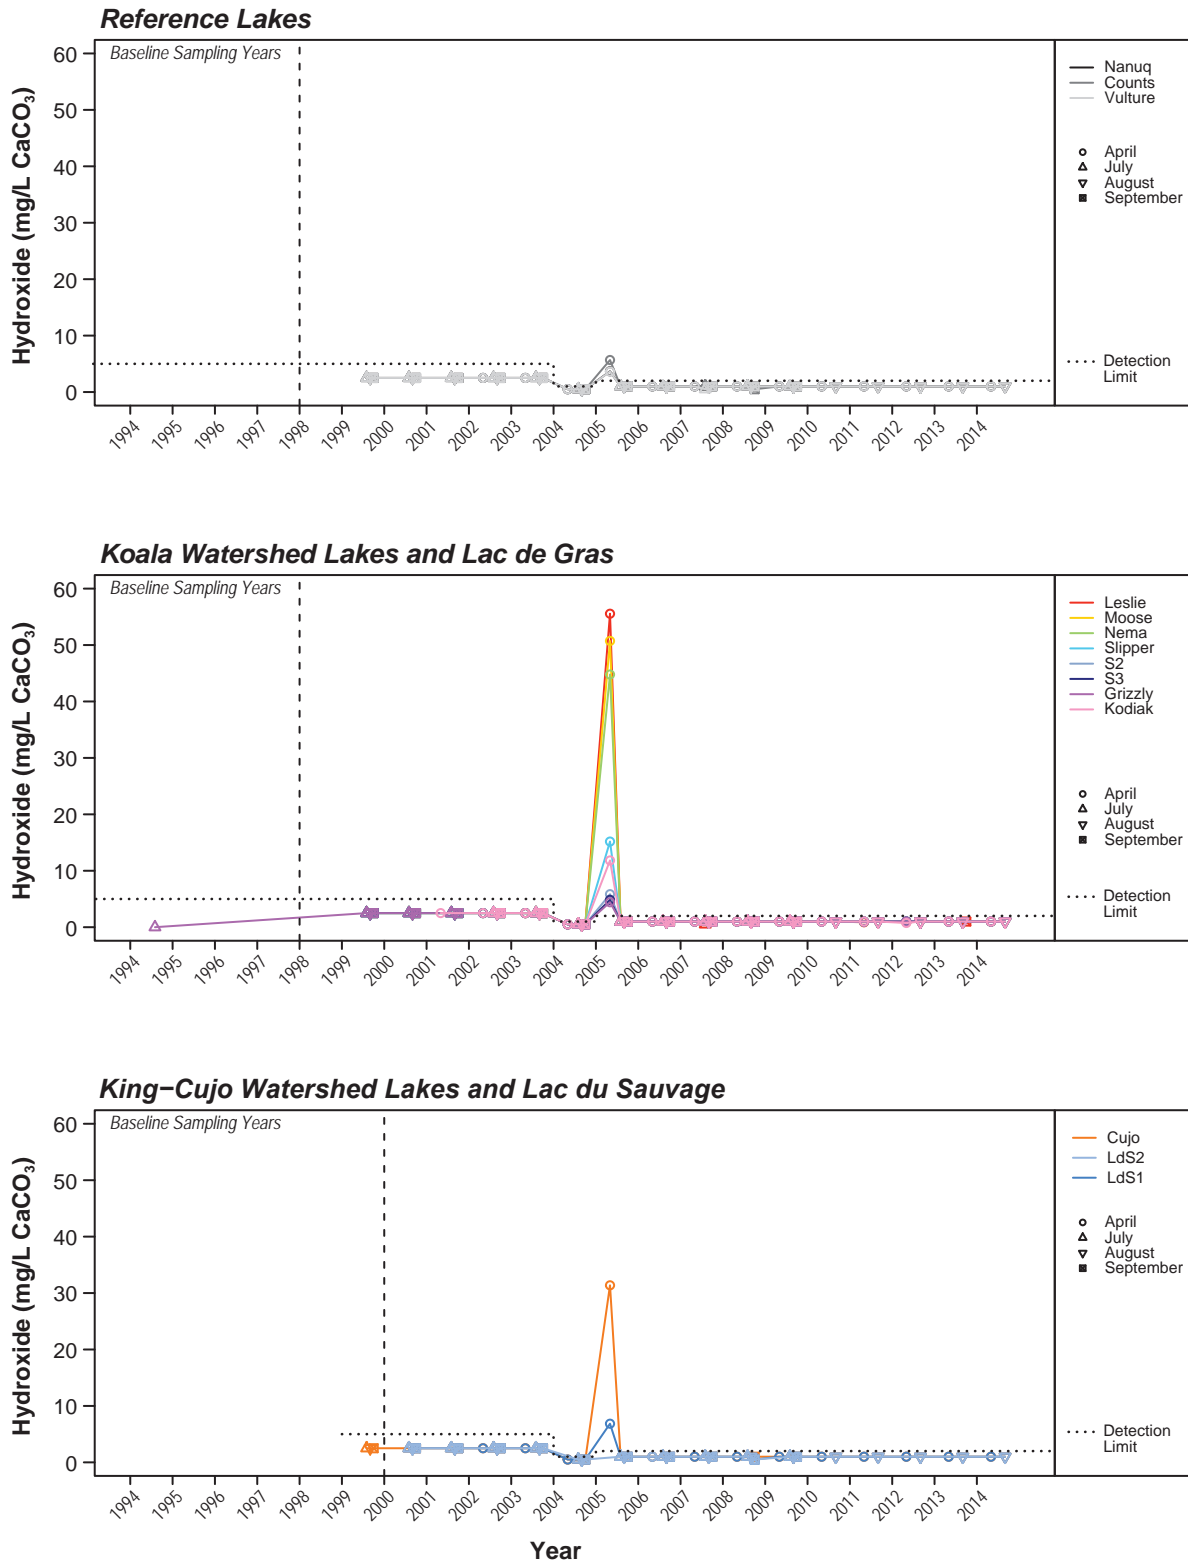 Reference Lakes
Baseline Sampling Years
Hydroxide (mg/L CaCO₃)
60
50
40
30
20
10
0
1994 1995 1996 1997 1998 1999 2000 2001 2002 2003 2004 2005 2006 2007 2008 2009 2010 2011 2012 2013 2014
Nanuq
Counts
Vulture
April
July
August
September
Detection
Limit
Koala Watershed Lakes and Lac de Gras
Baseline Sampling Years
Hydroxide (mg/L CaCO₃)
60
50
40
30
20
10
0
1994 1995 1996 1997 1998 1999 2000 2001 2002 2003 2004 2005 2006 2007 2008 2009 2010 2011 2012 2013 2014
Leslie
Moose
Nema
Slipper
S2
S3
Grizzly
Kodiak
April
July
August
September
Detection
Limit
King−Cujo Watershed Lakes and Lac du Sauvage
Baseline Sampling Years
Hydroxide (mg/L CaCO₃)
60
50
40
30
20
10
0
1994 1995 1996 1997 1998 1999 2000 2001 2002 2003 2004 2005 2006 2007 2008 2009 2010 2011 2012 2013 2014
Cujo
LdS2
LdS1
April
July
August
September
Detection
Limit
Year